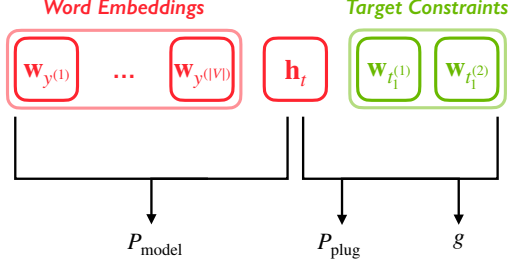 Word Embeddings Target Constraints
w_{y^{(1)}} ... w_{y^{(|V|)}} h_t w_{t_1^{(1)}} w_{t_1^{(2)}}
P_model P_plug g